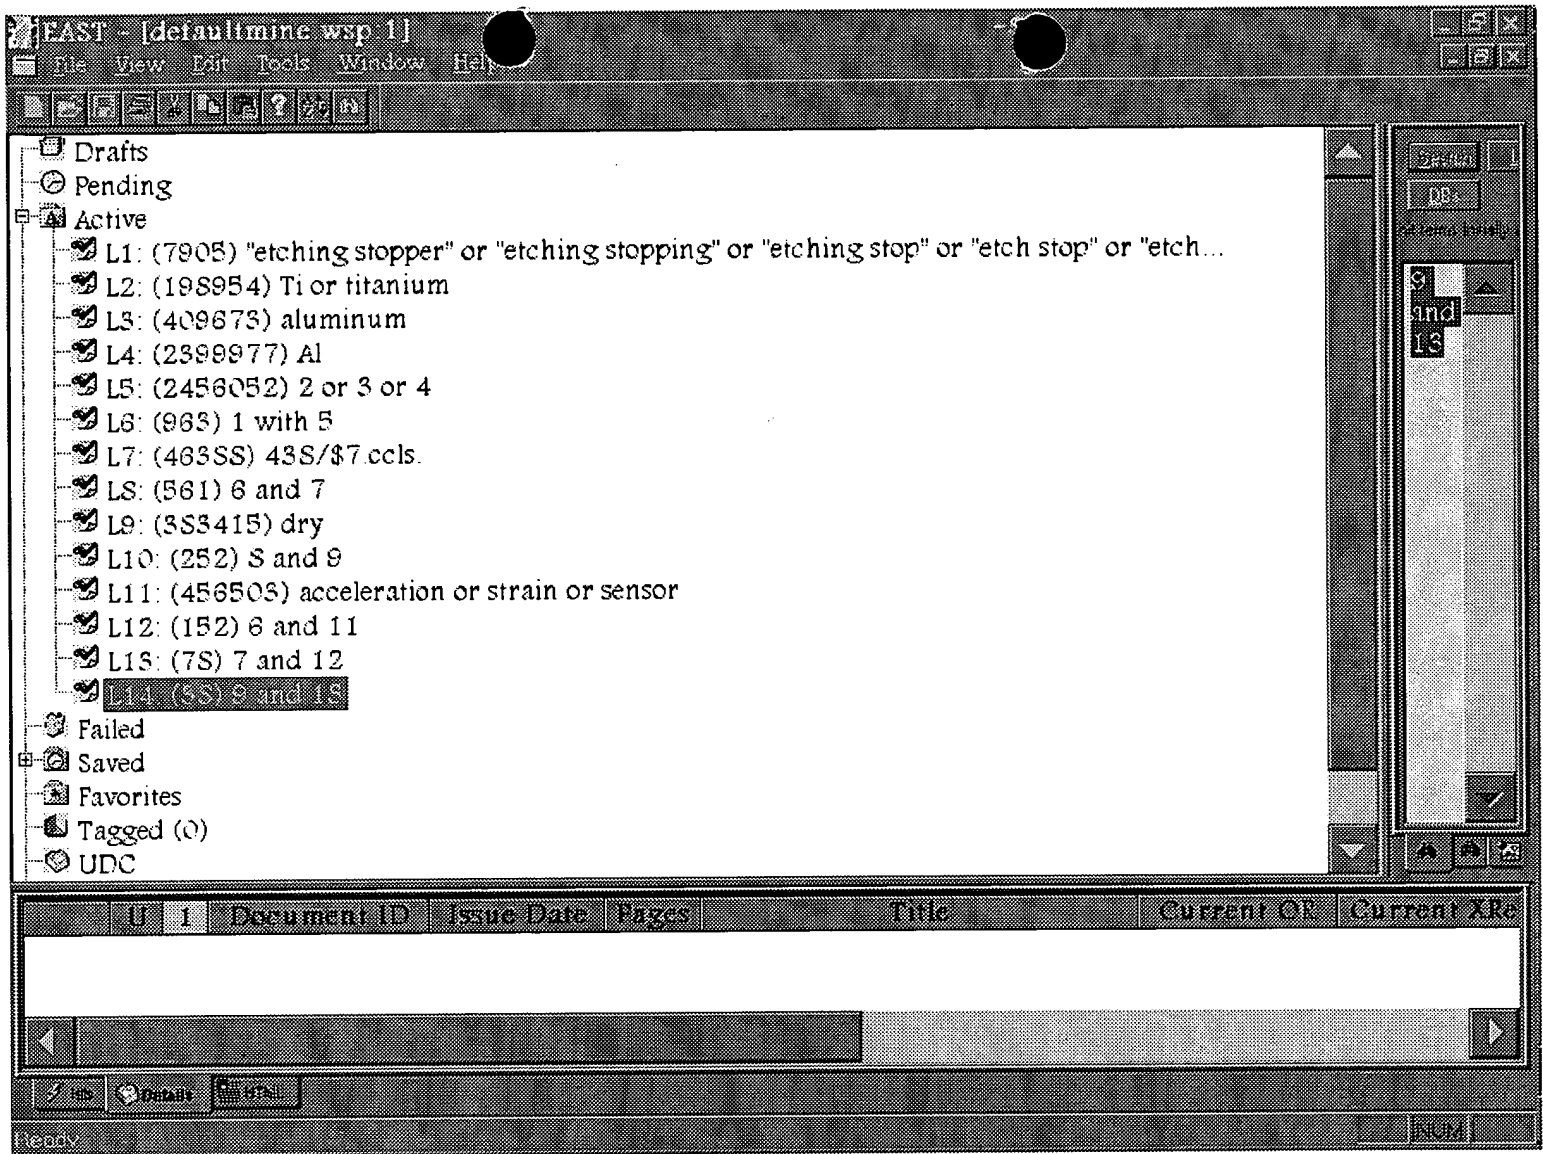 EAST - [defaultmine.wsp:1]
File View Edit Tools Window Help
Drafts
Pending
Active
L1: (7905) "etching stopper" or "etching stopping" or "etching stop" or "etch stop" or "etch...
L2: (198954) Ti or titanium
L3: (409673) aluminum
L4: (2398977) Al
L5: (2456052) 2 or 3 or 4
L6: (963) 1 with 5
L7: (46388) 438/$7.ccls.
L8: (561) 6 and 7
L9: (383415) dry
L10: (252) 8 and 9
L11: (456503) acceleration or strain or sensor
L12: (152) 6 and 11
L13: (78) 7 and 12
L14: (38) 9 and 13
Failed
Saved
Favorites
Tagged (0)
UDC
DBs
9
and
13
U 1 Document ID Issue Date Pages Title Current OR Current XRe
Details HTML
Ready NUM